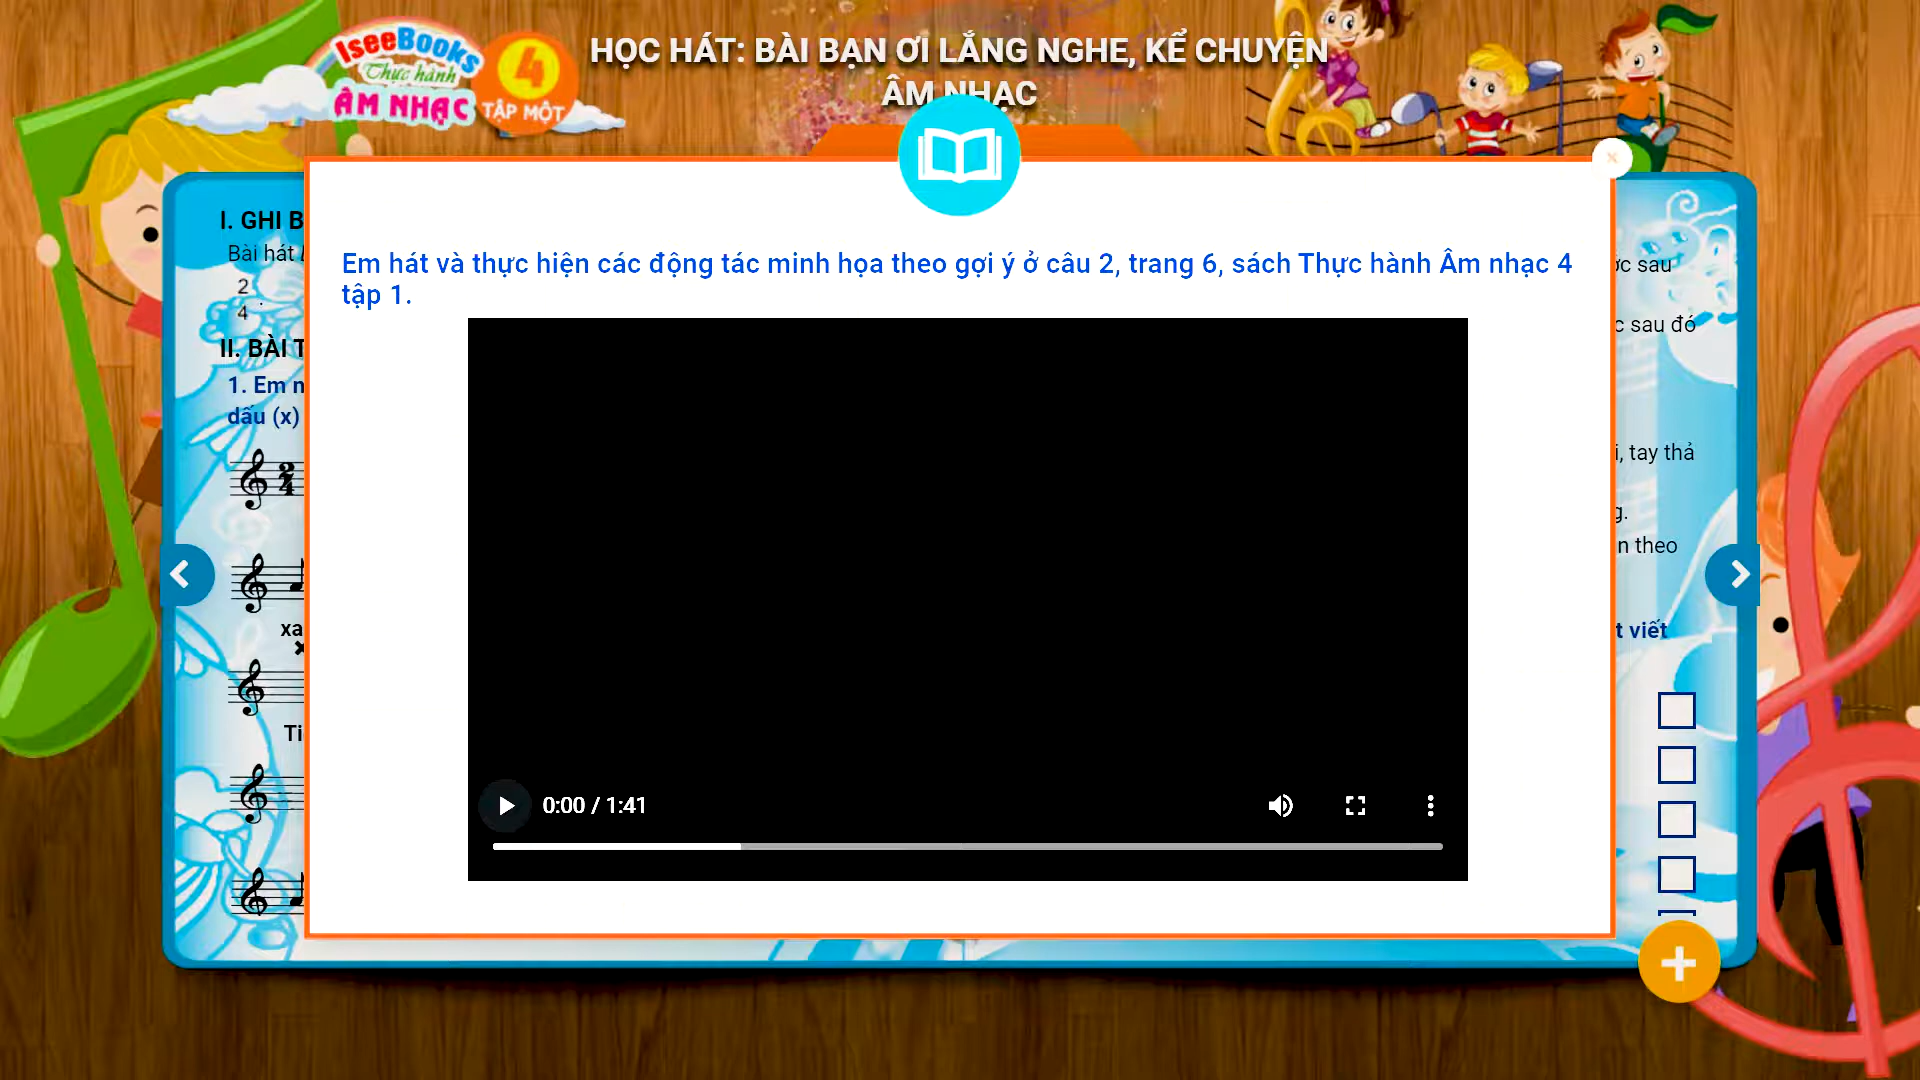 IseeBooks
Thực hành
ÂM NHẠC
4
TẬP MỘT
HỌC HÁT: BÀI BẠN ƠI LẮNG NGHE, KỂ CHUYỆN
ÂM NHẠC
I. GHI B
Bài hát
2
4
II. BÀI T
1. Em n
dấu (x)
xa
Ti
Em hát và thực hiện các động tác minh họa theo gợi ý ở câu 2, trang 6, sách Thực hành Âm nhạc 4
tập 1.
0:00 / 1:41
ớc sau
c sau đó
i, tay thả
g.
n theo
t viết